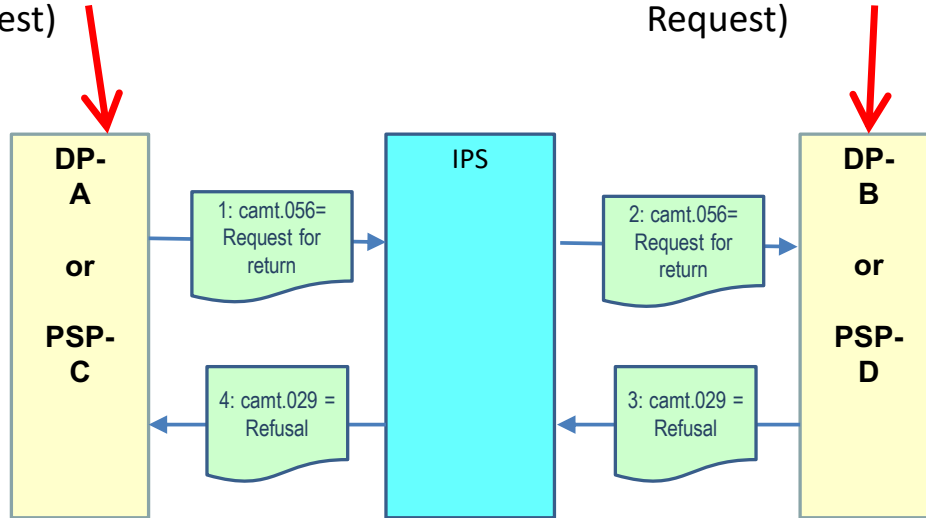 est)
Request)
DP-
A
or
PSP-
C
1: camt.056=
Request for
return
4: camt.029 =
Refusal
IPS
2: camt.056=
Request for
return
3: camt.029 =
Refusal
DP-
B
or
PSP-
D